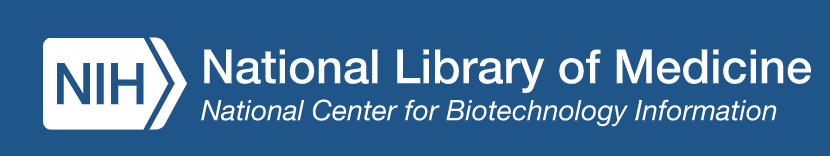 NIH
National Library of Medicine
National Center for Biotechnology Information